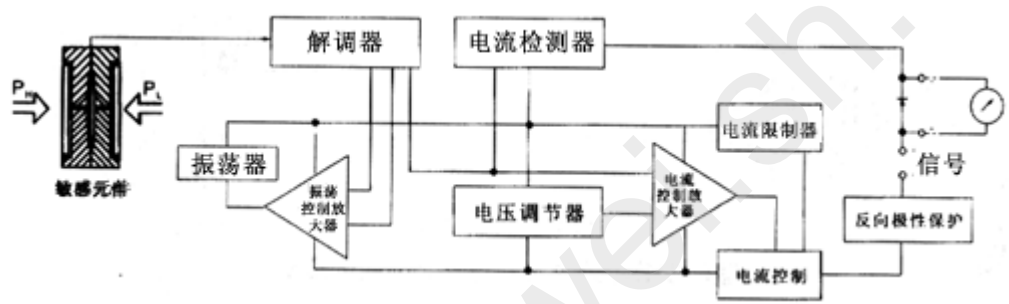 解调器
电流检测器
P_H
P_L
敏感元件
振荡器
振荡
控制放
大器
电压调节器
电流
控制放
大器
电流限制器
信号
反向极性保护
电流控制
wei.sh.